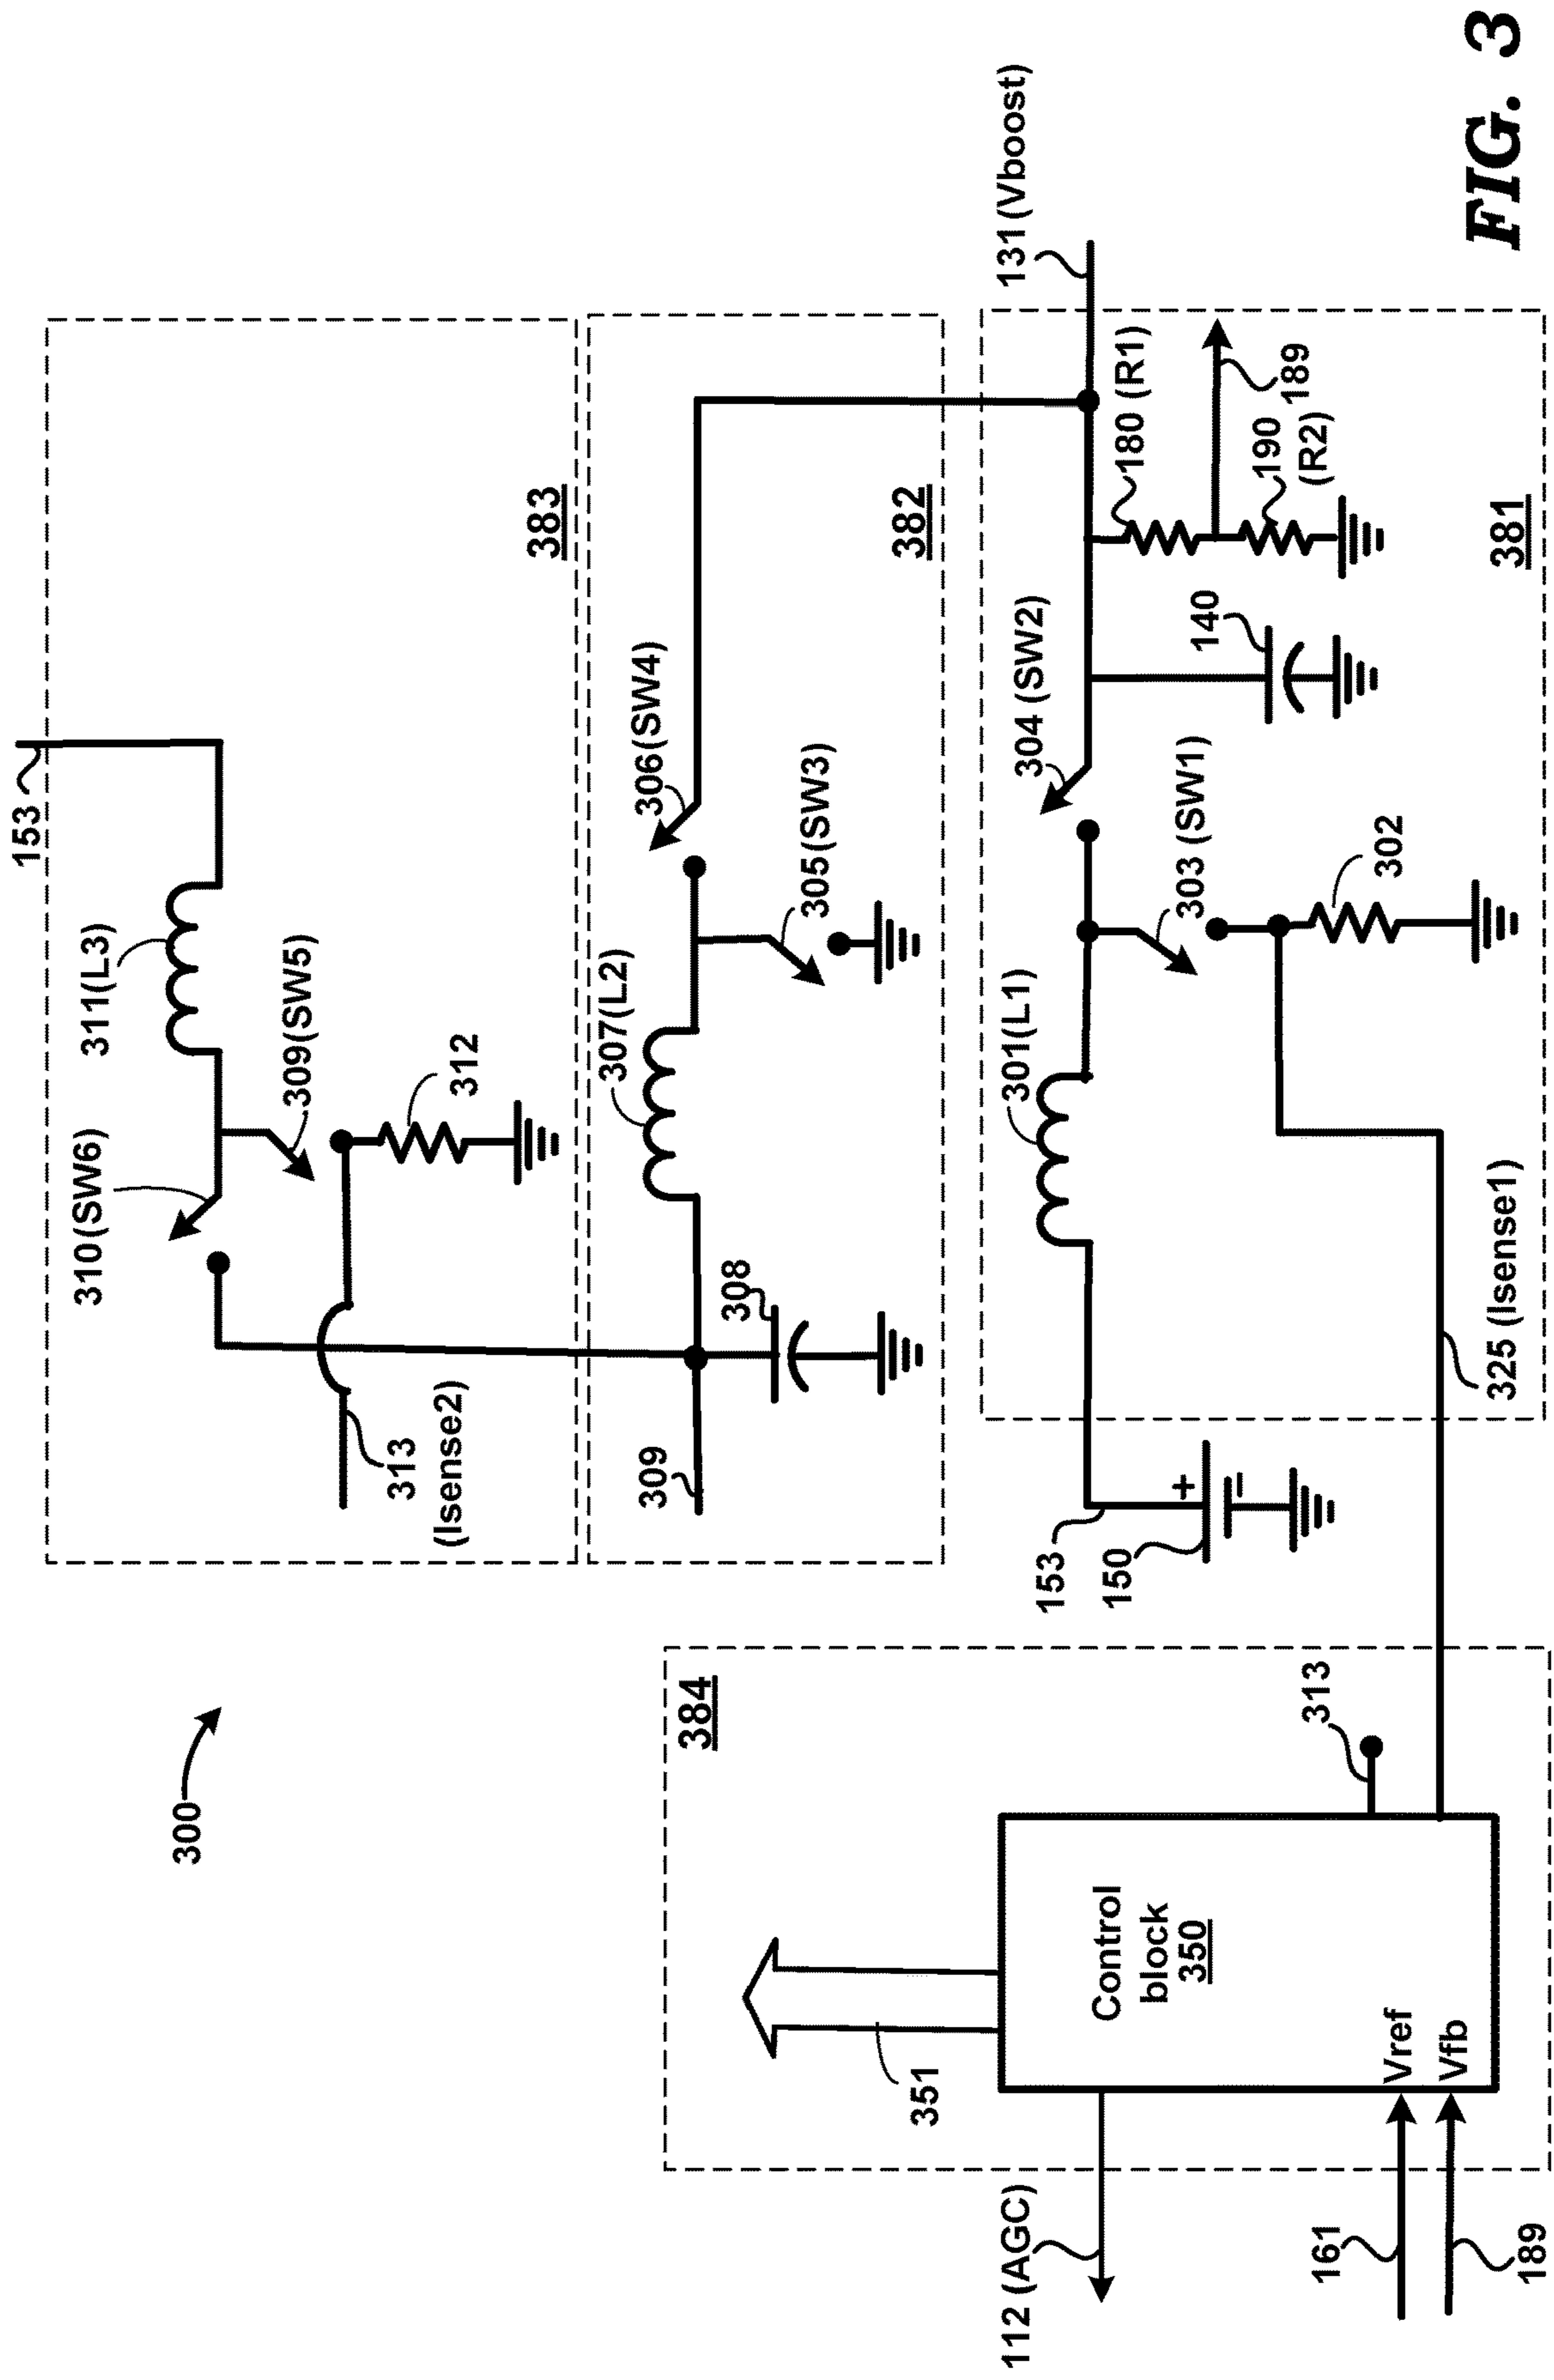 300
153
311(L3)
310(SW6)
309(SW5)
312
313
(Isense2)
383
307(L2)
306(SW4)
305(SW3)
308
309
382
131(Vboost)
301(L1)
304 (SW2)
303 (SW1)
302
140
180 (R1)
189
190
(R2)
153
150
325 (Isense1)
381
384
351
Control
block
350
313
Vref
Vfb
112 (AGC)
161
189
FIG. 3
+
−